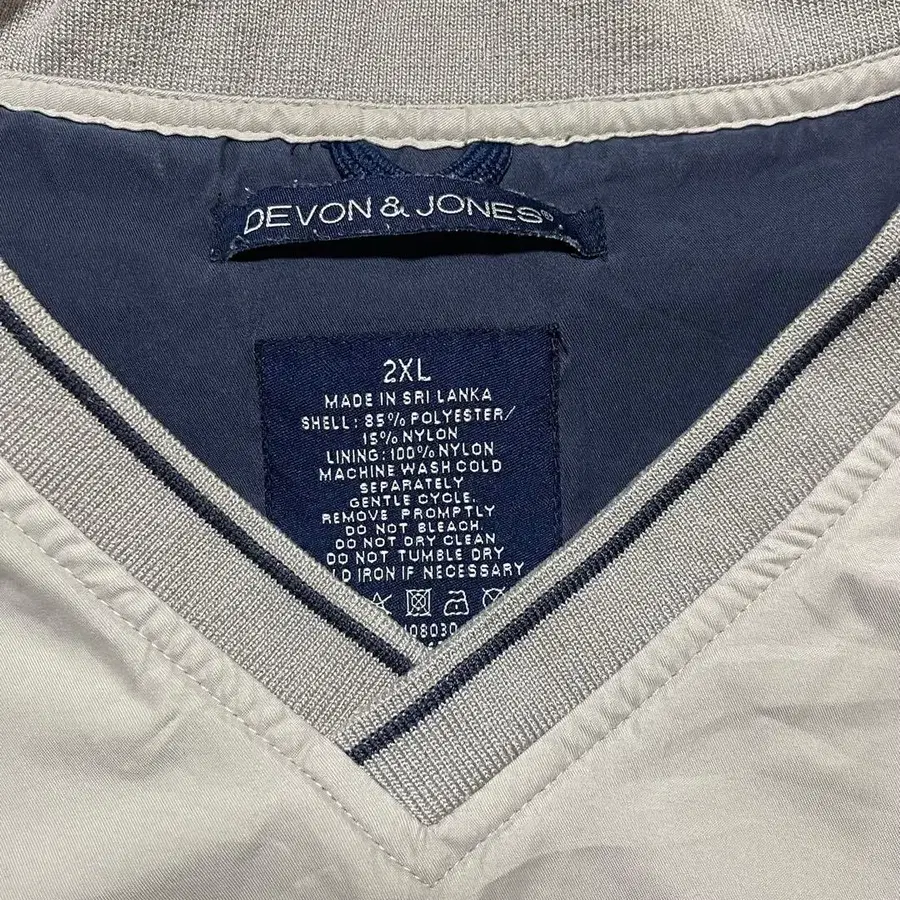 DEVON & JONES®
2XL
MADE IN SRI LANKA
SHELL: 85% POLYESTER/
15% NYLON
LINING: 100% NYLON
MACHINE WASH COLD
SEPARATELY
GENTLE CYCLE.
REMOVE PROMPTLY
DO NOT BLEACH.
DO NOT DRY CLEAN
DO NOT TUMBLE DRY
IRON IF NECESSARY
08030